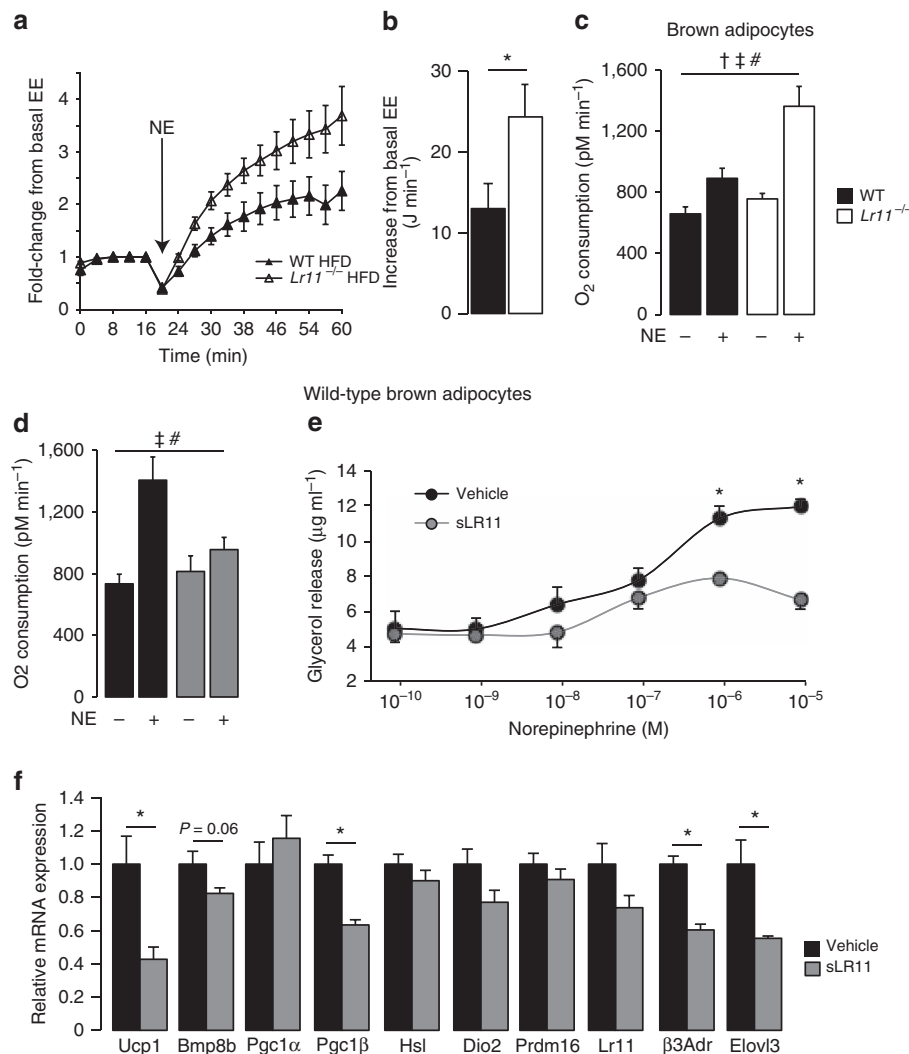 a
Fold-change from basal EE
4
3
2
1
0
NE
WT HFD
Lr11 −/− HFD
0 8 16 24 30 38 46 54 60
Time (min)
b
Increase from basal EE
(J min−1)
30
20
10
0
*
c
Brown adipocytes
O2 consumption (pM min−1)
1,600
1,200
800
400
0
† ‡ #
NE − + − +
WT
Lr11−/−
Wild-type brown adipocytes
d
O2 consumption (pM min−1)
1,600
1,200
800
400
0
‡ #
NE − + − +
e
Glycerol release (µg ml−1)
14
12
10
8
6
4
2
Vehicle
sLR11
* *
10−10 10−9 10−8 10−7 10−6 10−5
Norepinephrine (M)
f
Relative mRNA expression
1.4
1.2
1.0
0.8
0.6
0.4
0.2
0
* P = 0.06 * * *
Vehicle
sLR11
Ucp1 Bmp8b Pgc1α Pgc1β Hsl Dio2 Prdm16 Lr11 β3Adr Elovl3